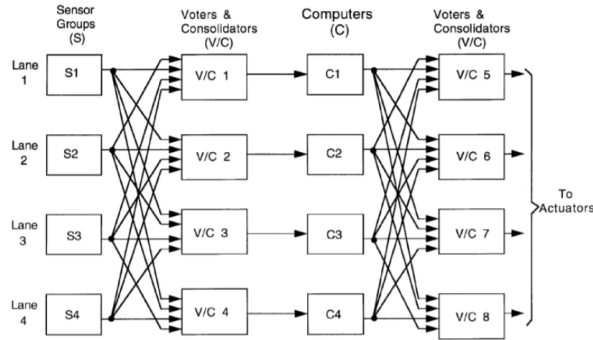 Sensor
Groups
(S)
Voters &
Consolidators
(V/C)
Computers
(C)
Voters &
Consolidators
(V/C)
Lane
1
S1
V/C 1
C1
V/C 5
Lane
2
S2
V/C 2
C2
V/C 6
To
Actuators
Lane
3
S3
V/C 3
C3
V/C 7
Lane
4
S4
V/C 4
C4
V/C 8